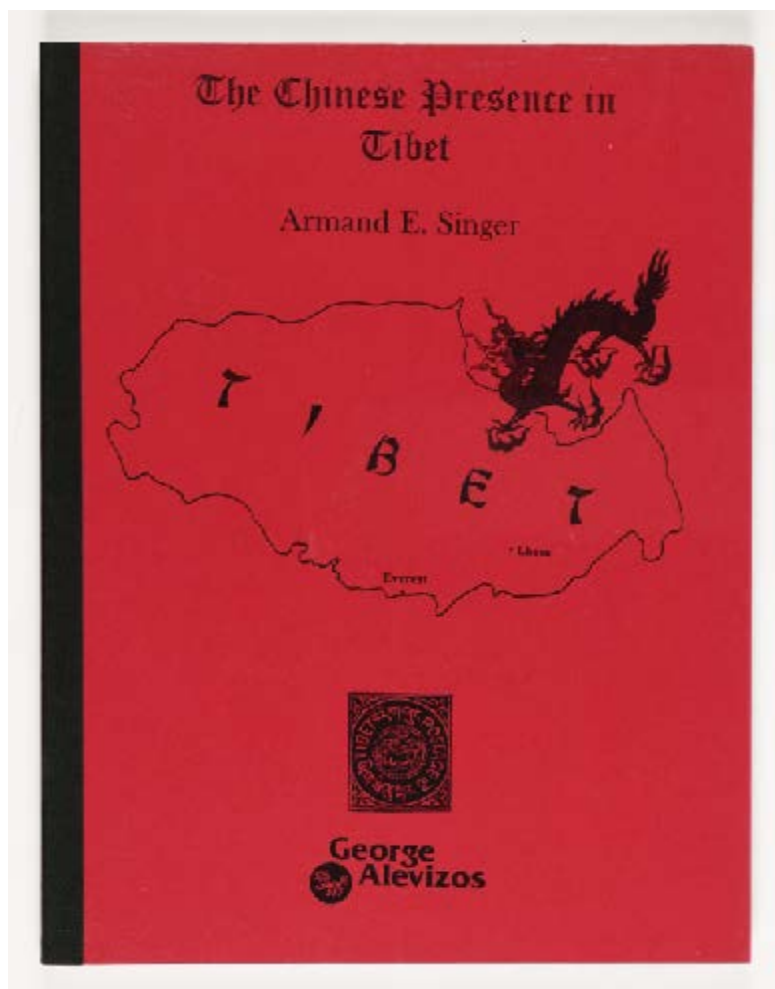 The Chinese Presence in
Tibet
Armand E. Singer
TIBET
Lhasa
Everest
George
Alevizos